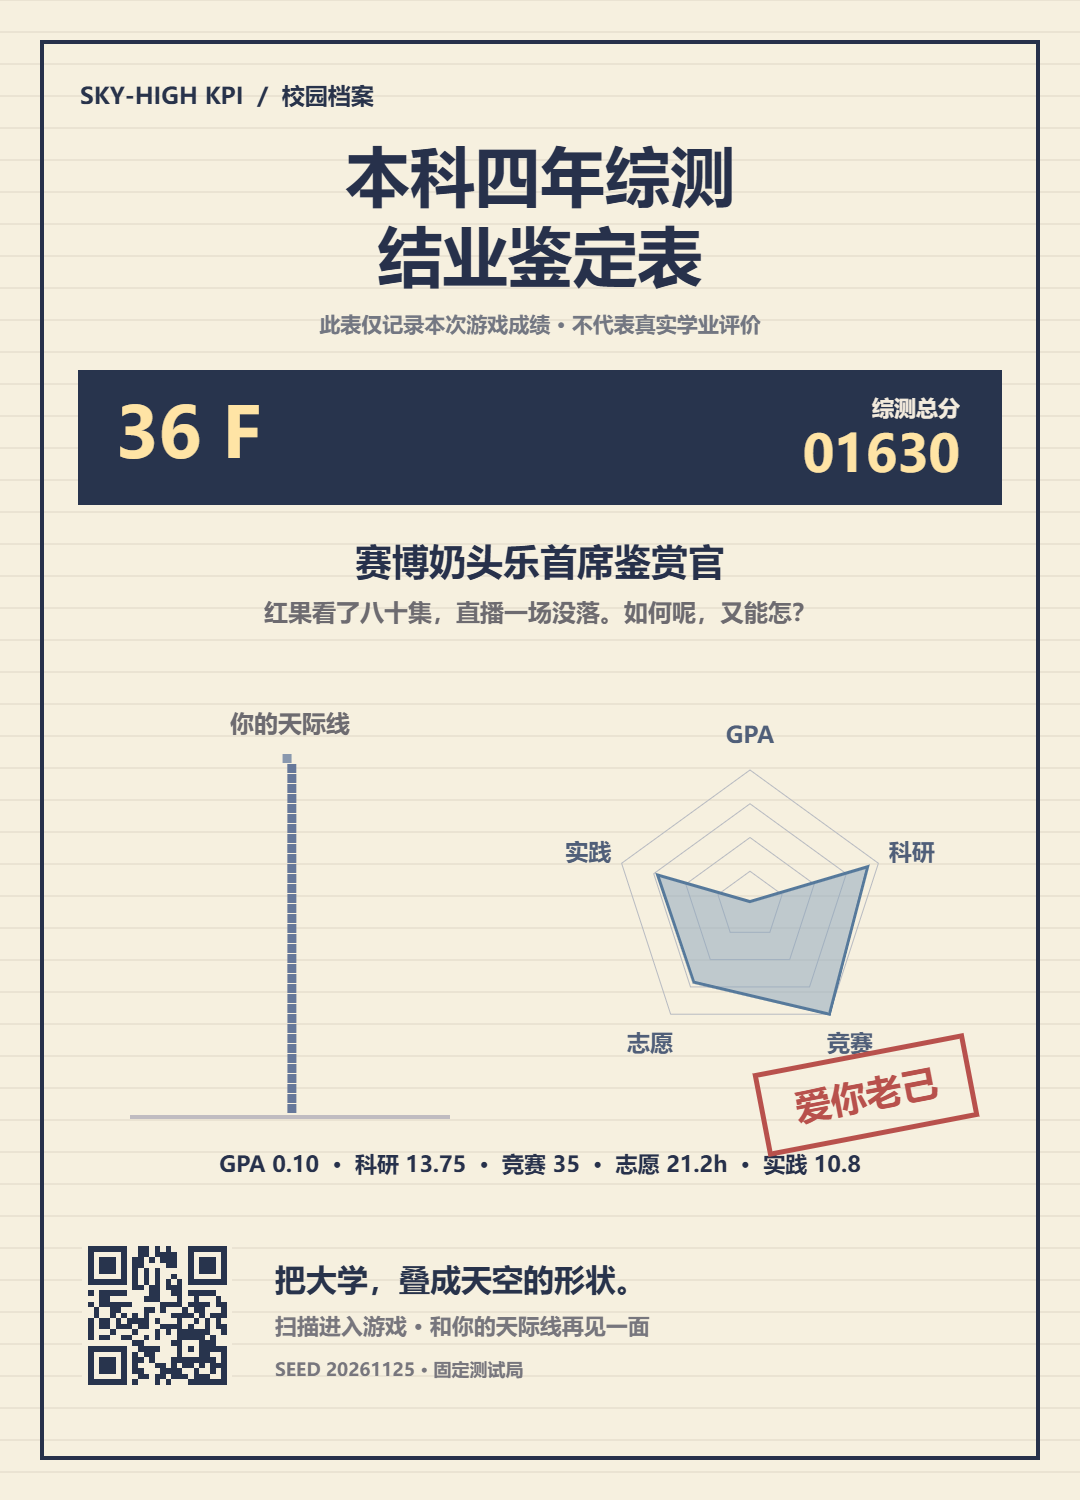 SKY-HIGH KPI / 校园档案
本科四年综测
结业鉴定表
此表仅记录本次游戏成绩・不代表真实学业评价
36 F
综测总分
01630
赛博奶头乐首席鉴赏官
红果看了八十集，直播一场没落。如何呢，又能怎？
你的天际线
GPA
实践
科研
志愿
竞赛
爱你老己
GPA 0.10 • 科研 13.75 • 竞赛 35 • 志愿 21.2h • 实践 10.8
把大学，叠成天空的形状。
扫描进入游戏・和你的天际线再见一面
SEED 20261125・固定测试局